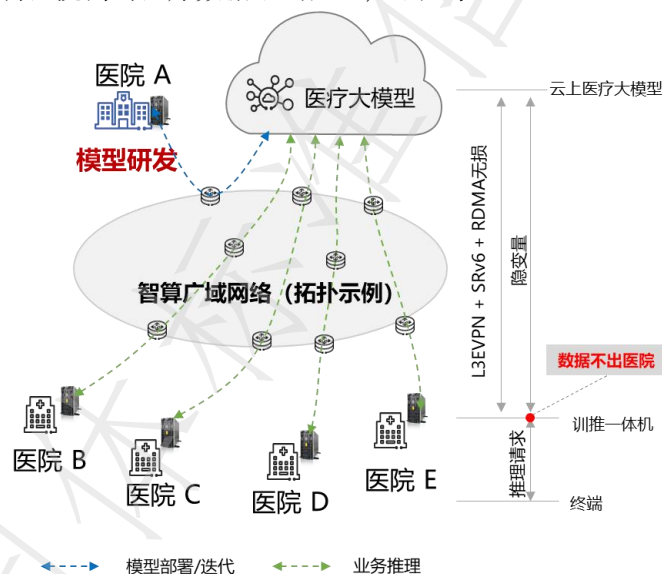 医院 A
模型研发
医疗大模型
云上医疗大模型
L3EVPN + SRv6 + RDMA无损
隐变量
智算广域网络（拓扑示例）
数据不出医院
训推一体机
推理请求
终端
医院 B
医院 C
医院 D
医院 E
模型部署/迭代
业务推理